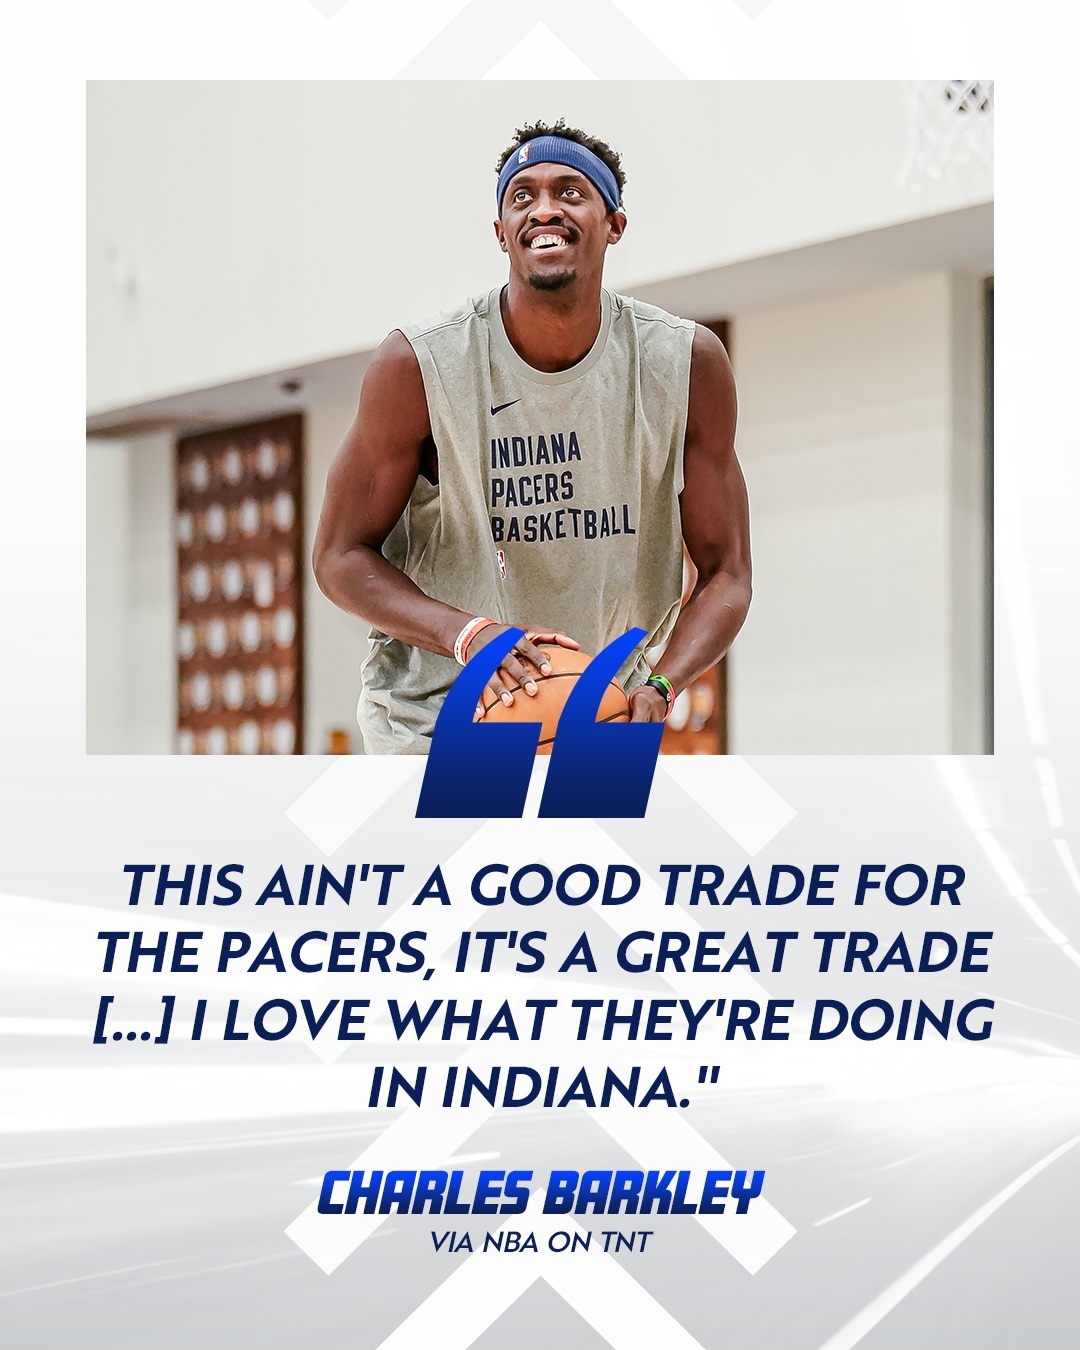 INDIANA
PACERS
BASKETBALL
“
THIS AIN'T A GOOD TRADE FOR
THE PACERS, IT'S A GREAT TRADE
[...] I LOVE WHAT THEY'RE DOING
IN INDIANA."
CHARLES BARKLEY
VIA NBA ON TNT